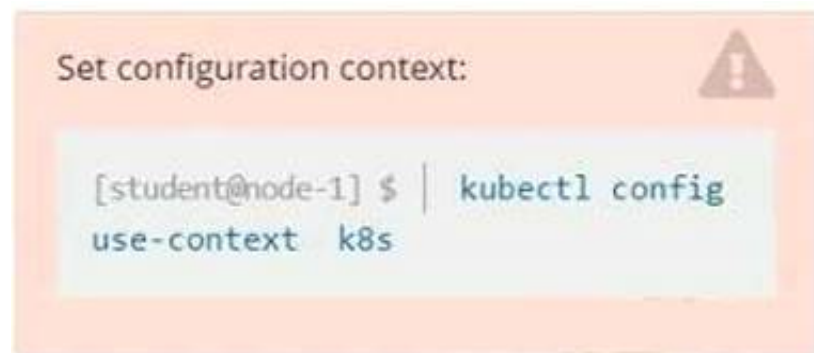 Set configuration context:
[student@node-1] $ | kubectl config
use-context k8s